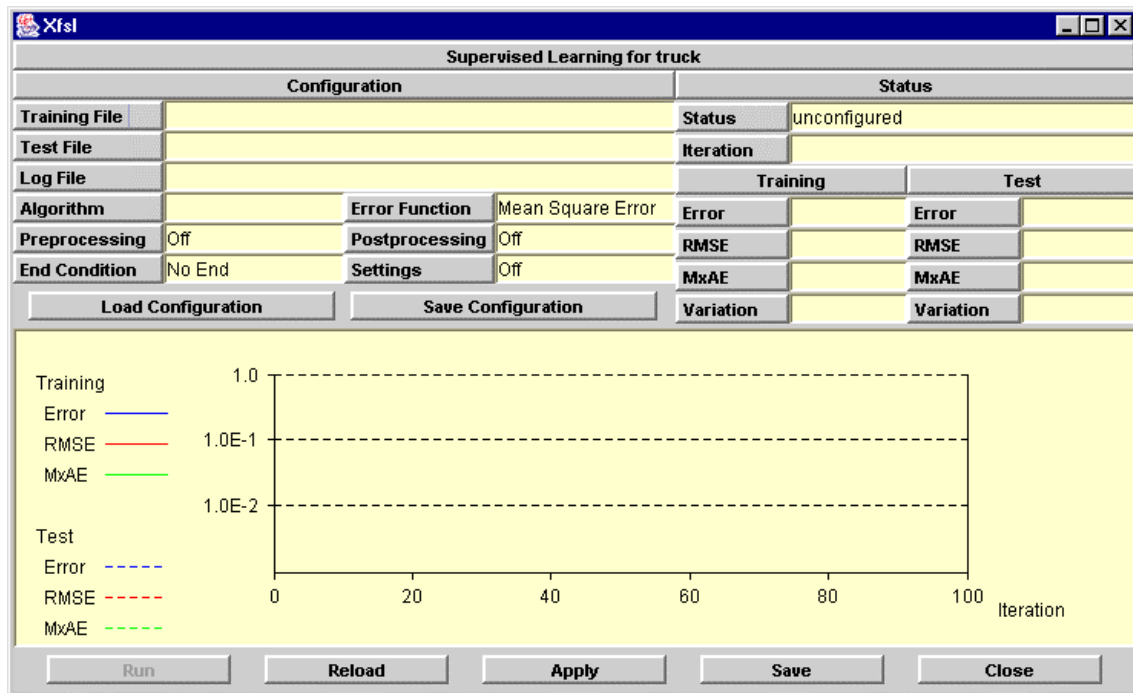 Xfsl
Supervised Learning for truck
Configuration
Status
Training File
Test File
Log File
Algorithm
Error Function Mean Square Error
Preprocessing Off
Postprocessing Off
End Condition No End
Settings Off
Load Configuration
Save Configuration
Status unconfigured
Iteration
Training
Test
Error
Error
RMSE
RMSE
MxAE
MxAE
Variation
Variation
Training
Error
RMSE
MxAE
Test
Error
RMSE
MxAE
1.0
1.0E-1
1.0E-2
0 20 40 60 80 100
Iteration
Run
Reload
Apply
Save
Close